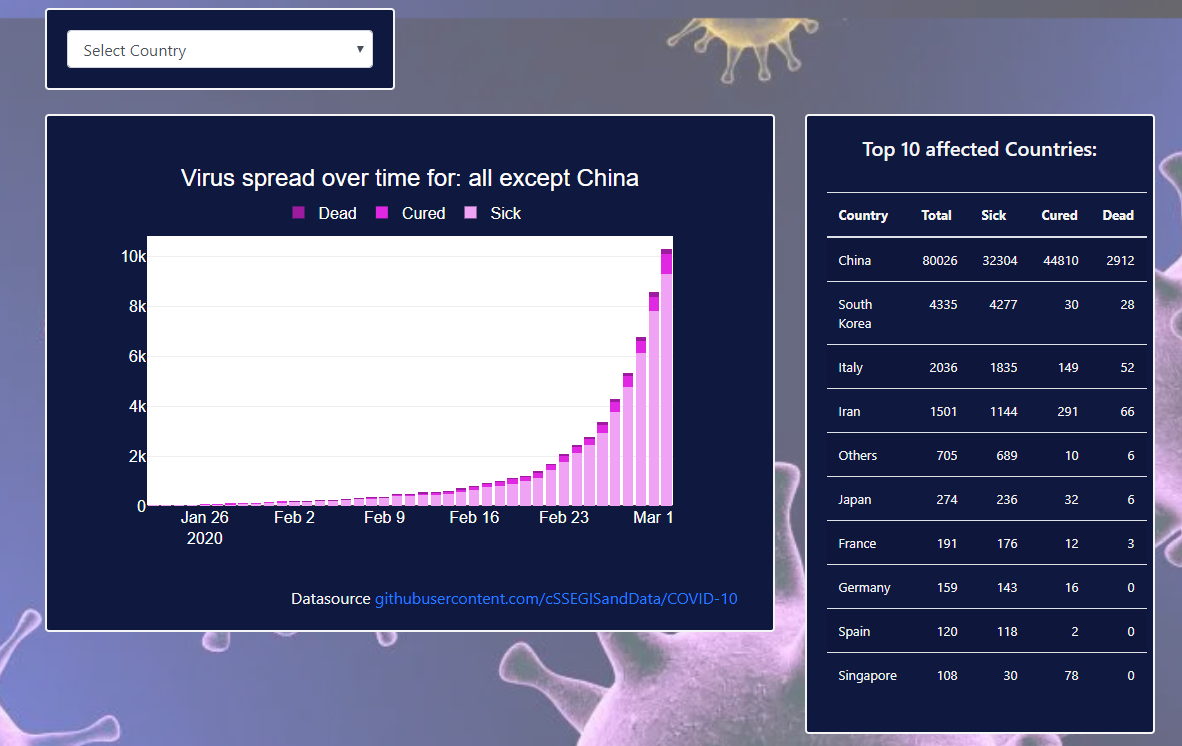 Select Country
Virus spread over time for: all except China
Dead Cured Sick
10k
8k
6k
4k
2k
0
Jan 26 Feb 2 Feb 9 Feb 16 Feb 23 Mar 1
2020
Datasource githubusercontent.com/cSSEGISandData/COVID-10
Top 10 affected Countries:
Country Total Sick Cured Dead
China 80026 32304 44810 2912
South 4335 4277 30 28
Korea
Italy 2036 1835 149 52
Iran 1501 1144 291 66
Others 705 689 10 6
Japan 274 236 32 6
France 191 176 12 3
Germany 159 143 16 0
Spain 120 118 2 0
Singapore 108 30 78 0